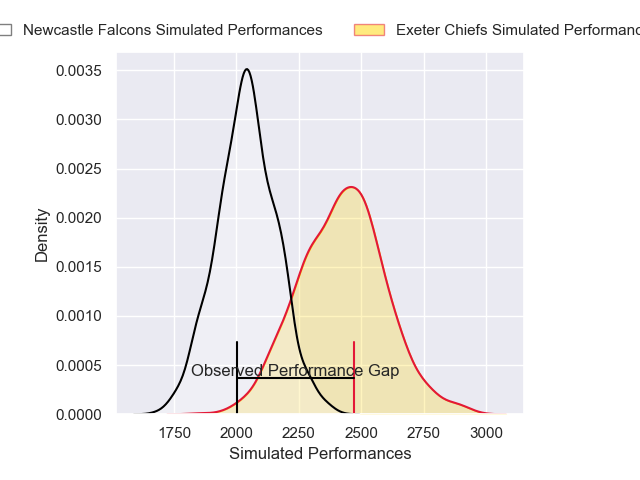 Newcastle Falcons Simulated Performances
Exeter Chiefs Simulated
0.0035
0.0030
0.0025
0.0020
0.0015
0.0010
0.0005
0.0000
Density
Observed Performance Gap
1750 2000 2250 2500 2750 3000
Simulated Performances